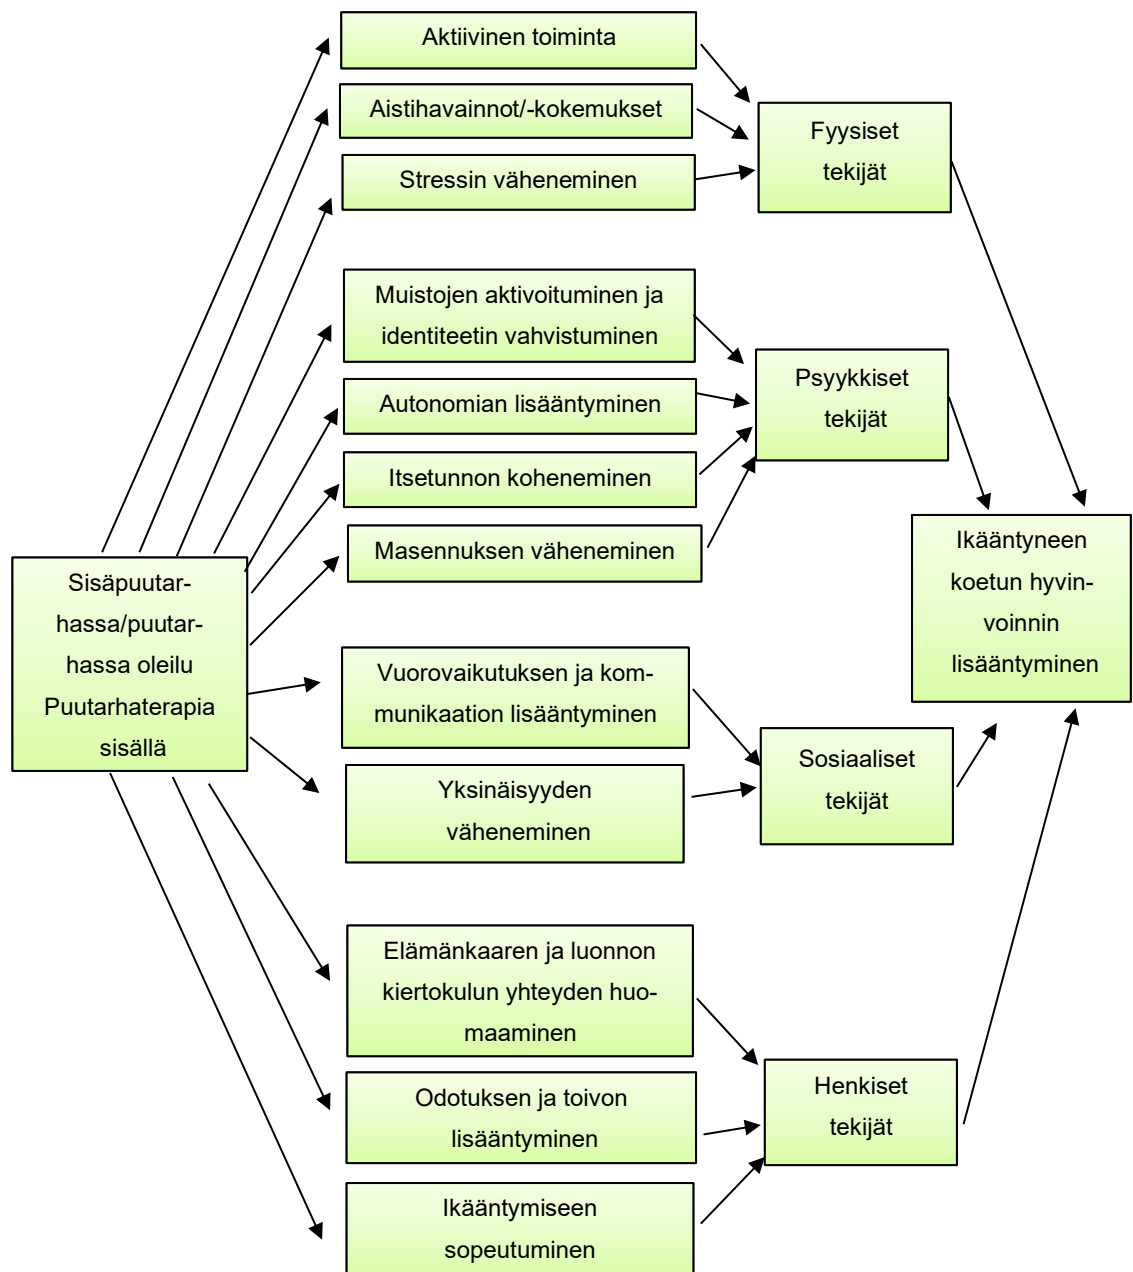 Aktiivinen toiminta
Aistihavainnot/-kokemukset
Stressin väheneminen
Fyysiset
tekijät
Muistojen aktivoituminen ja
identiteetin vahvistuminen
Autonomian lisääntyminen
Itsetunnon koheneminen
Masennuksen väheneminen
Psyykkiset
tekijät
Sisäpuutar-
hassa/puutar-
hassa oleilu
Puutarhaterapia
sisällä
Ikääntyneen
koetun hyvin-
voinnin
lisääntyminen
Vuorovaikutuksen ja kom-
munikaation lisääntyminen
Yksinäisyyden
väheneminen
Sosiaaliset
tekijät
Elämänkaaren ja luonnon
kiertokulun yhteyden huo-
maaminen
Odotuksen ja toivon
lisääntyminen
Ikääntymiseen
sopeutuminen
Henkiset
tekijät